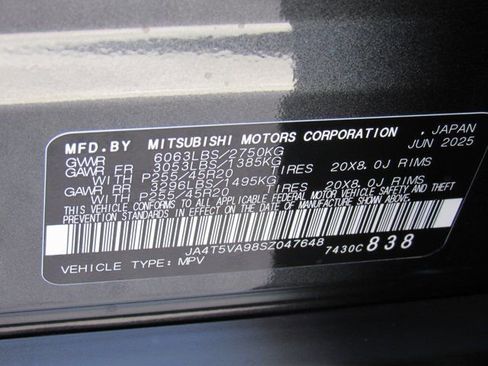 MFD.BY MITSUBISHI MOTORS CORPORATION , JAPAN
GVWR 6063LBS/2750KG JUN 2025
GAWR FR 3053LBS/1385KG
WITH P255/45R20 TIRES 20X8.0J RIMS
GAWR RR 3296LBS/1495KG
WITH P255/45R20 TIRES 20X8.0J RIMS
THIS VEHICLE CONFORMS TO ALL APPLICABLE FEDERAL MOTOR VEHICLE SAFETY AND THEFT
PREVENTION STANDARDS IN EFFECT ON THE DATE OF MANUFACTURE SHOWN ABOVE.
JA4T5VA98SZ047648 7430C 838
VEHICLE TYPE: MPV